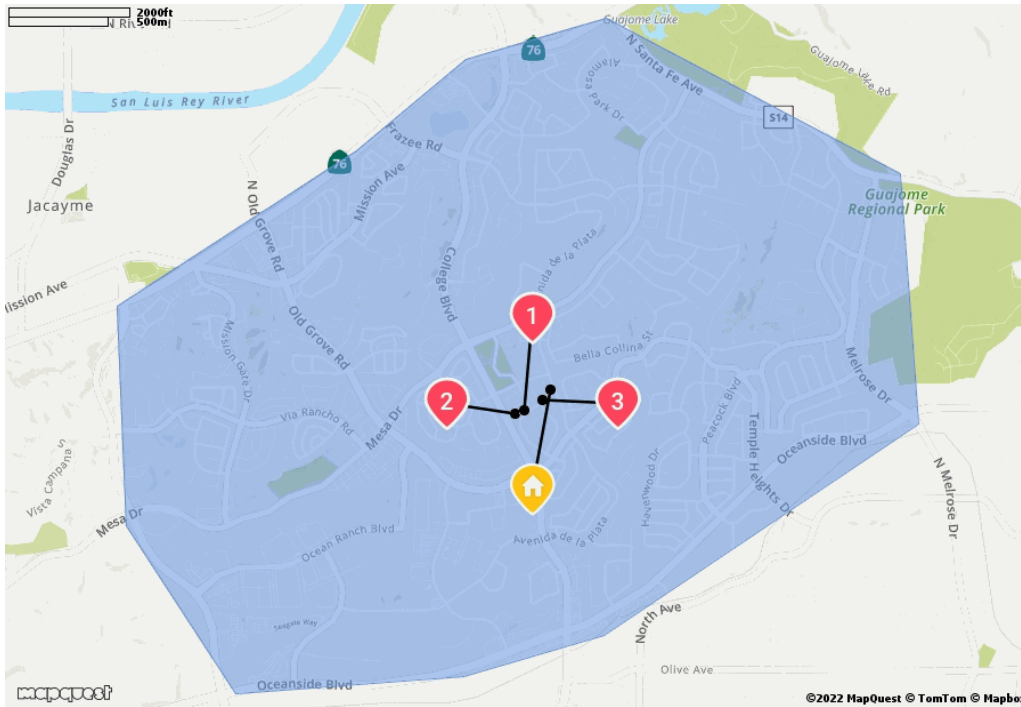 2000ft
500m
N River Rd
Guajome Lake
76
N Santa Fe Ave
Alamosa
Park Dr
Guajome
Lake Rd
San Luis Rey River
S14
Douglas Dr
Frazee Rd
76
Mission Ave
Jacayme
N Old Grove Rd
Guajome
Regional Park
College Blvd
Avenida de la Plata
Mission Ave
Old Grove Rd
1
Mission Gate Dr
Bella Collina St
Melrose Dr
2
3
Via Rancho Rd
Mesa Dr
Peacock Blvd
Temple Heights Dr
Oceanside Blvd
Vista Campana S
Havenwood Dr
N Melrose Dr
Mesa Dr
Ocean Ranch Blvd
Avenida de la Plata
Seagate Way
North Ave
Olive Ave
Oceanside Blvd
mapquest
©2022 MapQuest © TomTom © Mapbo